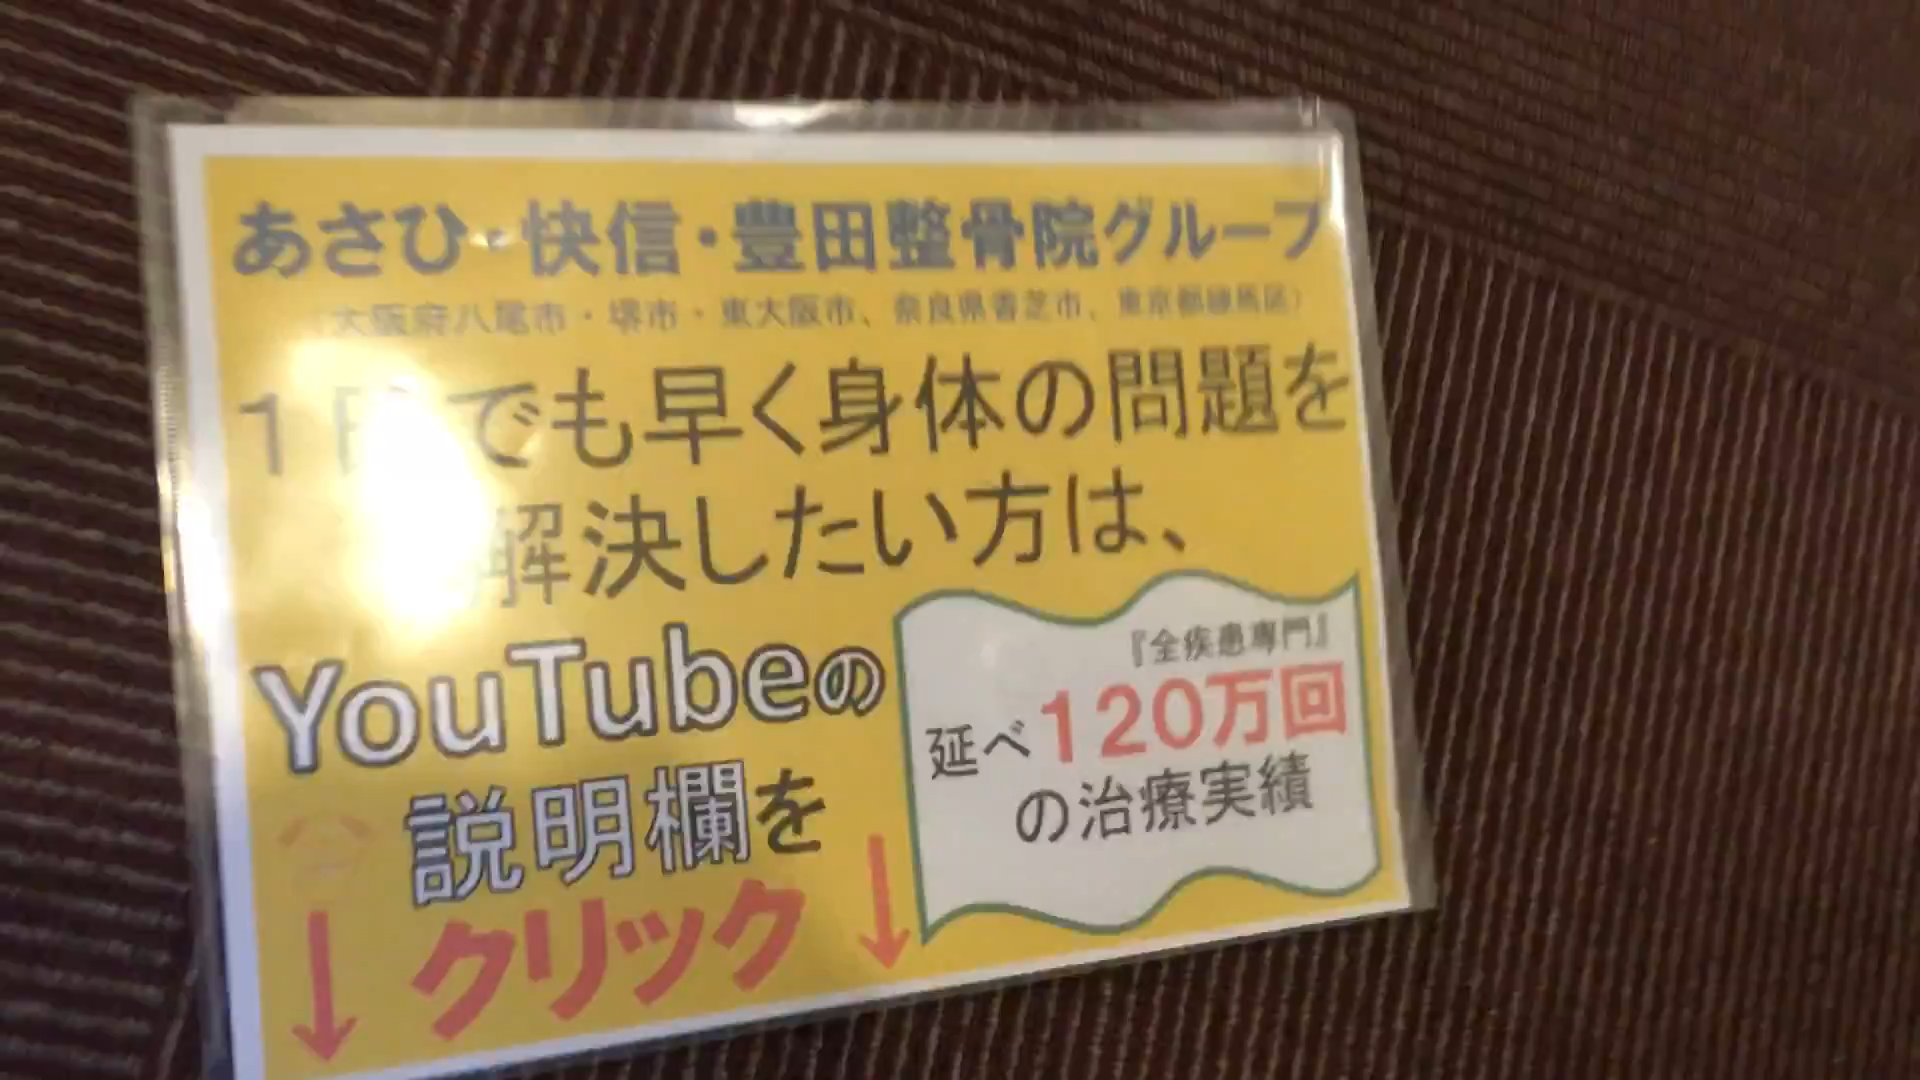 あさひ・快信・豊田整骨院グループ
（大阪府八尾市・堺市・東大阪市、奈良県香芝市、東京都練馬区）
１日でも早く身体の問題を
解決したい方は、
YouTubeの
説明欄を
↓クリック↓
『全疾患専門』
延べ120万回
の治療実績